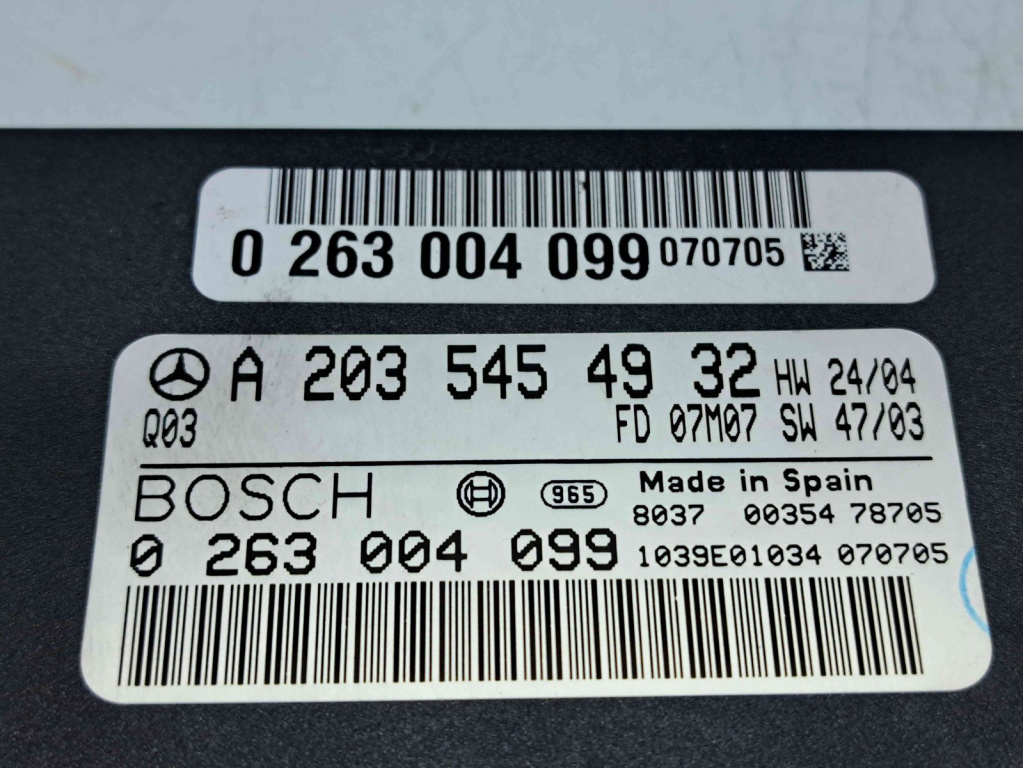 0 263 004 099 070705
A 203 545 49 32 HW 24/04
Q03 FD 07M07 SW 47/03
BOSCH 965 Made in Spain
8037 00354 78705
0 263 004 099 1039E01034 070705